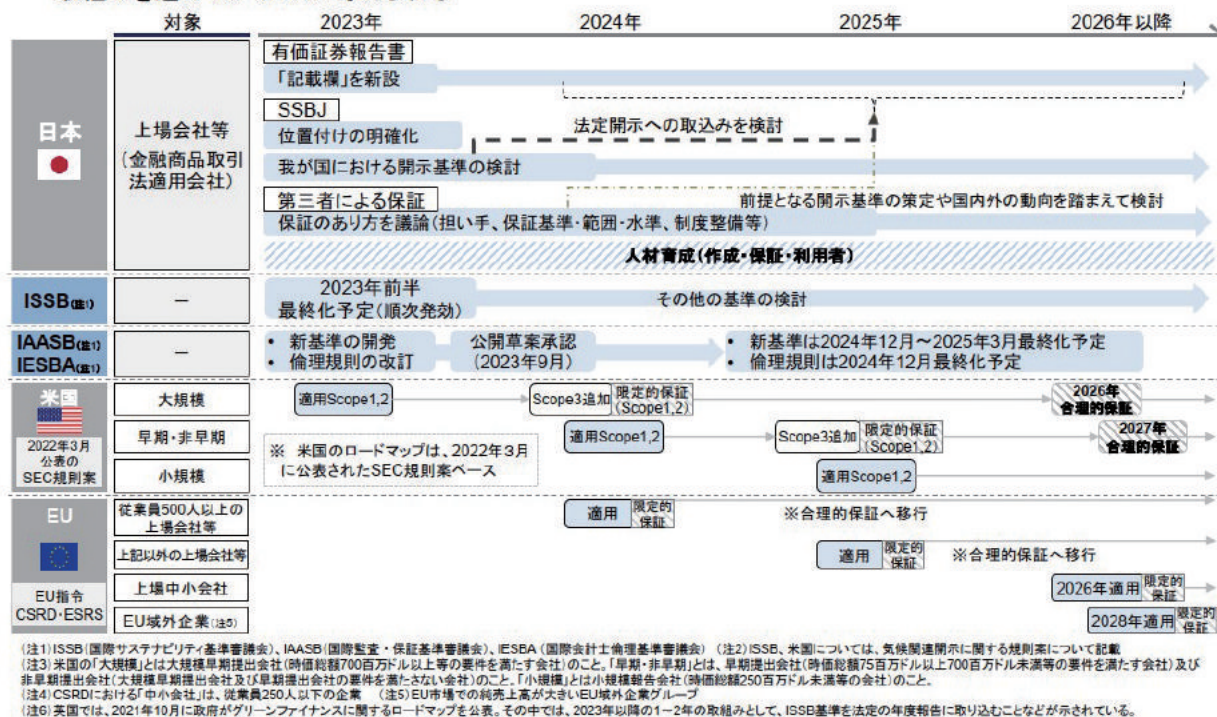 対象
2023年
2024年
2025年
2026年以降
日本
上場会社等
(金融商品取引
法適用会社)
有価証券報告書
「記載欄」を新設
SSBJ
位置付けの明確化
法定開示への取込みを検討
我が国における開示基準の検討
第三者による保証
前提となる開示基準の策定や国内外の動向を踏まえて検討
保証のあり方を議論(担い手、保証基準・範囲・水準、制度整備等)
人材育成(作成・保証・利用者)
ISSB(注1)
－
2023年前半
最終化予定(順次発効)
その他の基準の検討
IAASB(注1)
IESBA(注1)
－
• 新基準の開発
• 倫理規則の改訂
公開草案承認
(2023年9月)
• 新基準は2024年12月～2025年3月最終化予定
• 倫理規則は2024年12月最終化予定
米国
2022年3月
公表の
SEC規則案
大規模
適用Scope1,2
Scope3追加
限定的保証
(Scope1,2)
2026年
合理的保証
早期・非早期
※ 米国のロードマップは、2022年3月
に公表されたSEC規則案ベース
適用Scope1,2
Scope3追加
限定的保証
(Scope1,2)
2027年
合理的保証
小規模
適用Scope1,2
EU
EU指令
CSRD・ESRS
従業員500人以上の
上場会社等
適用
限定的
保証
※合理的保証へ移行
上記以外の上場会社等
適用
限定的
保証
※合理的保証へ移行
上場中小会社
2026年適用
限定的
保証
EU域外企業(注5)
2028年適用
限定的
保証
(注1)ISSB(国際サステナビリティ基準審議会)、IAASB(国際監査・保証基準審議会)、IESBA(国際会計士倫理基準審議会) (注2)ISSB、米国については、気候関連開示に関する規則案について記載
(注3)米国の「大規模」とは大規模早期提出会社(時価総額700百万ドル以上等の要件を満たす会社)のこと。「早期・非早期」とは、早期提出会社(時価総額75百万ドル以上700百万ドル未満等の要件を満たす会社)及び
非早期提出会社(大規模早期提出会社及び早期提出会社の要件を満たさない会社)のこと。「小規模」とは小規模報告会社(時価総額250百万ドル未満等の会社)のこと。
(注4)CSRDにおける「中小会社」は、従業員250人以下の企業 (注5)EU市場での純売上高が大きいEU域外企業グループ
(注6)英国では、2021年10月に政府がグリーンファイナンスに関するロードマップを公表。その中では、2023年以降の1～2年の取組みとして、ISSB基準を法定の年度報告に取り込むことなどが示されている。